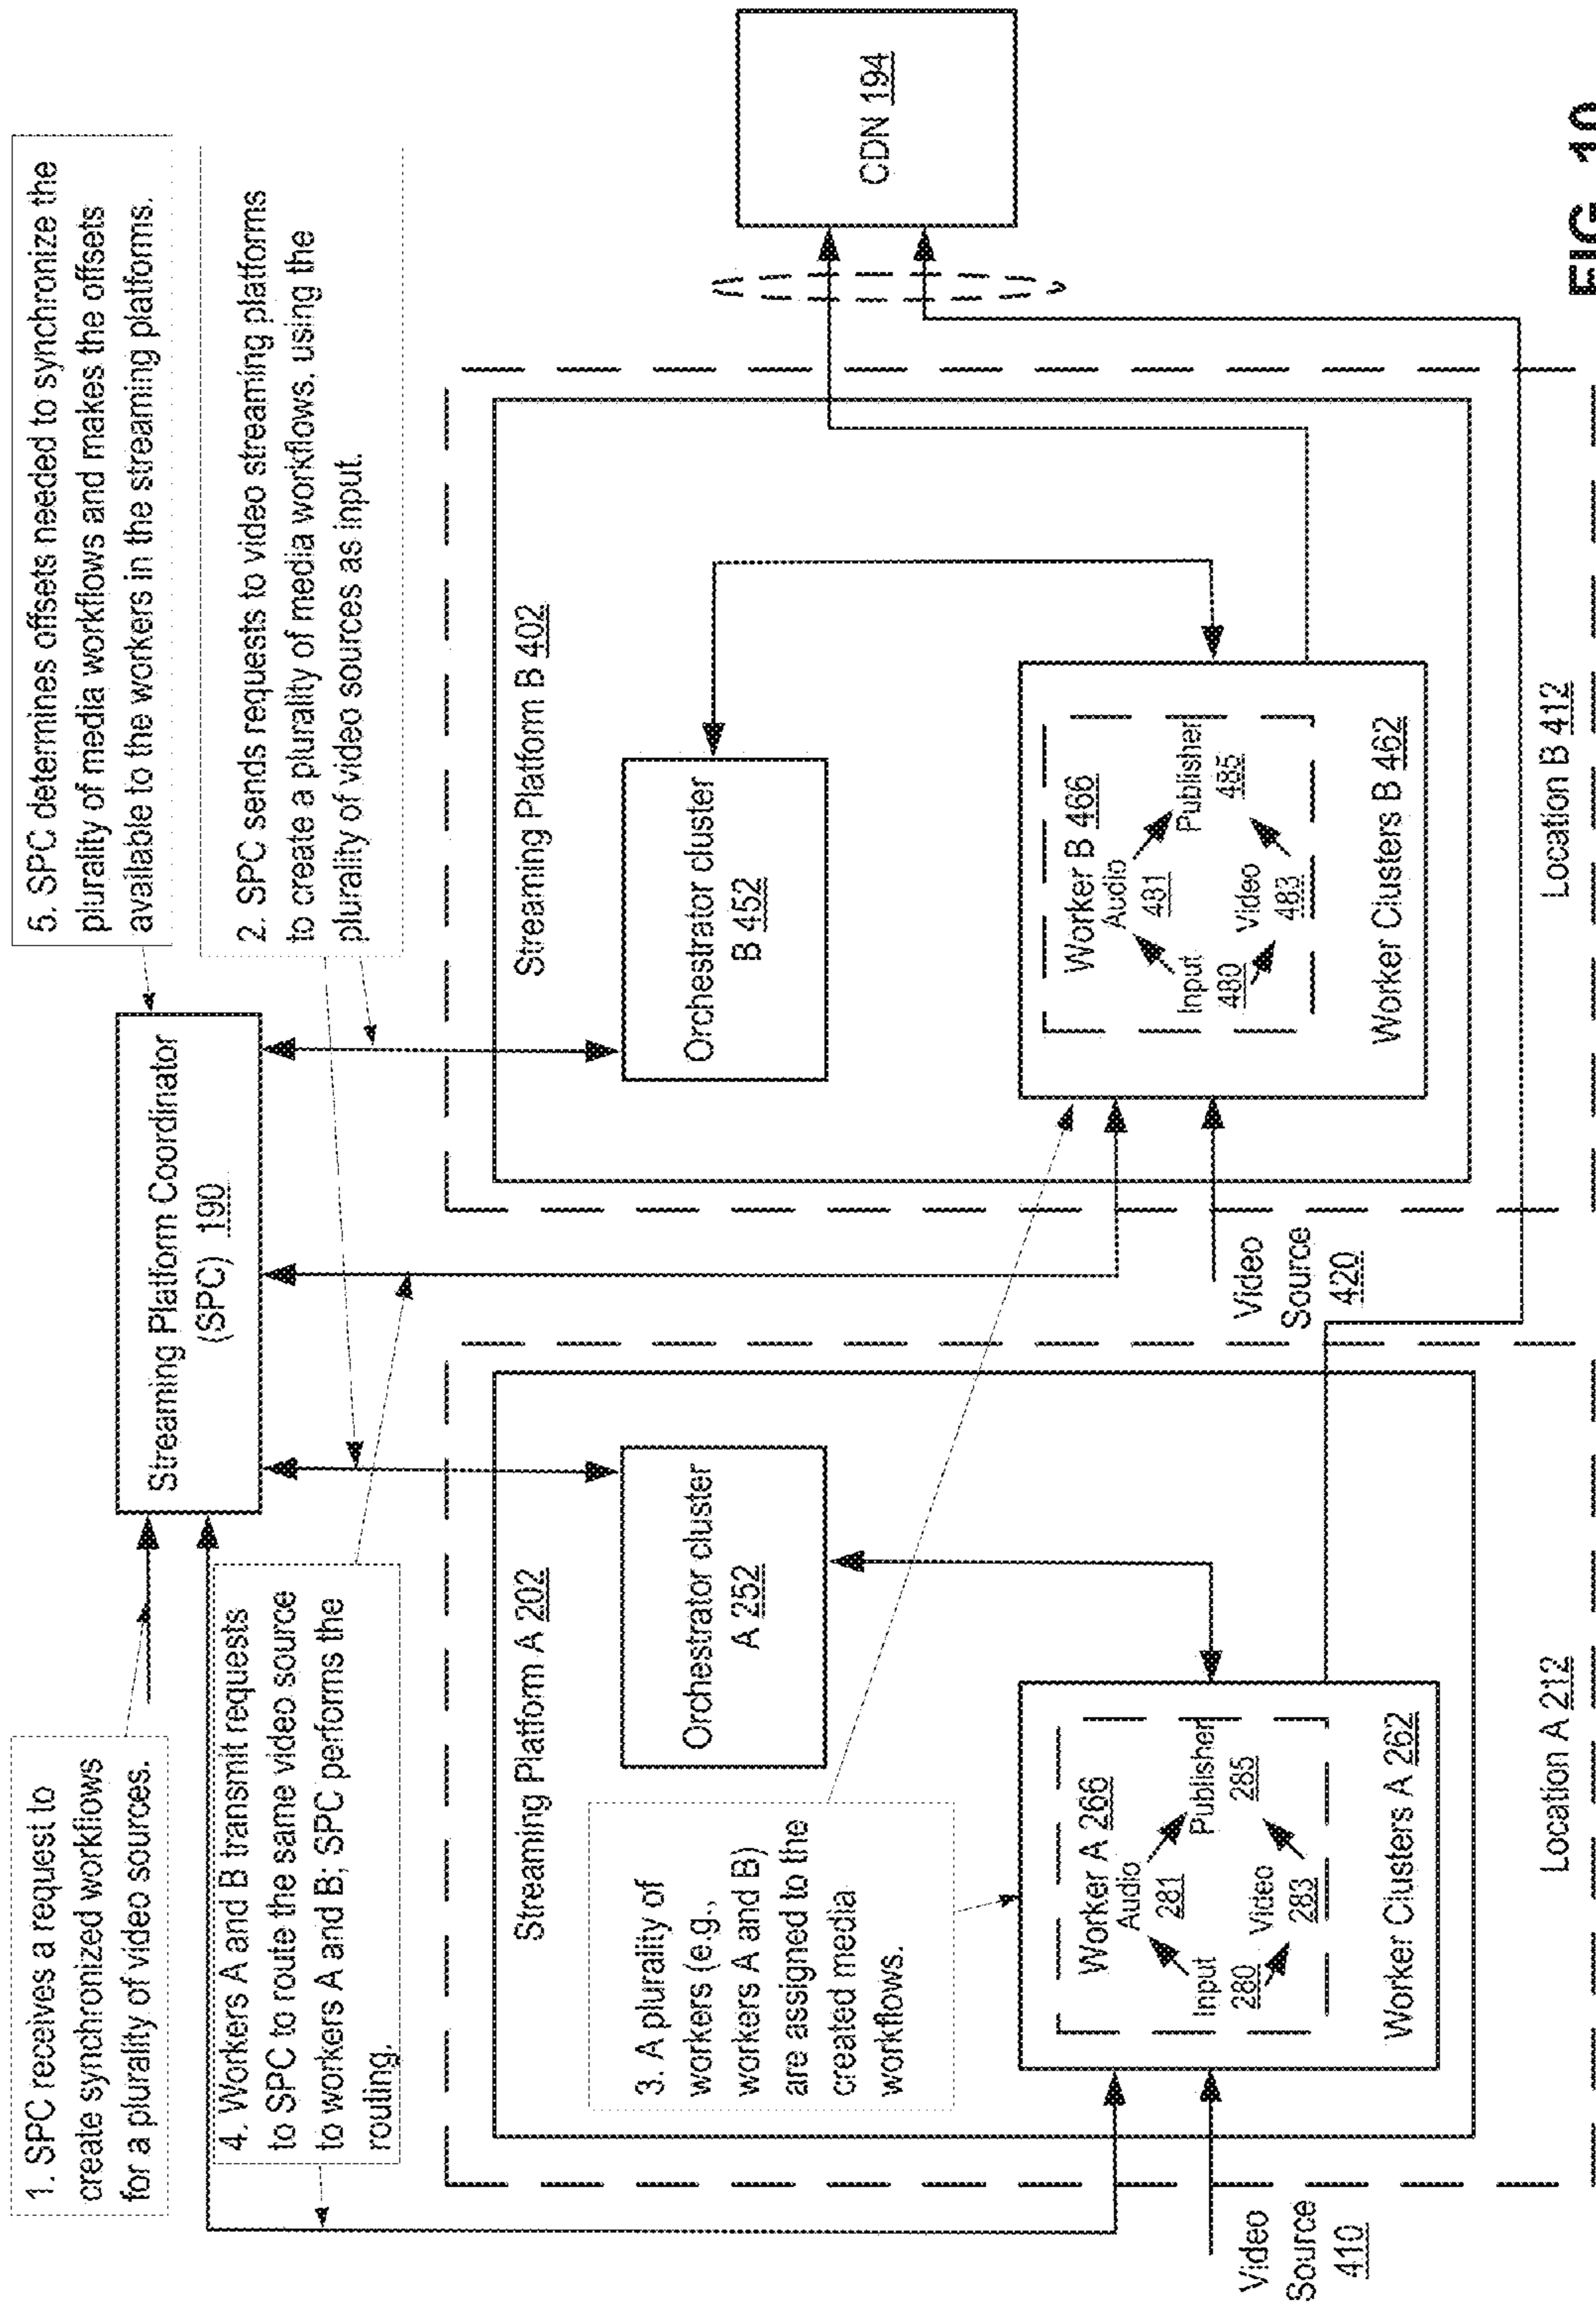 1. SPC receives a request to
create synchronized workflows
for a plurality of video sources.
Streaming Platform Coordinator
(SPC) 190
5. SPC determines offsets needed to synchronize the
plurality of media workflows and makes the offsets
available to the workers in the streaming platforms.
4. Workers A and B transmit requests
to SPC to route the same video source
to workers A and B; SPC performs the
routing.
2. SPC sends requests to video streaming platforms
to create a plurality of media workflows, using the
plurality of video sources as input.
Streaming Platform A 202
Orchestrator cluster
A 252
3. A plurality of
workers (e.g.,
workers A and B)
are assigned to the
created media
workflows.
Worker A 266
Audio
281
Input
280
Publisher
285
Video
283
Worker Clusters A 262
Location A 212
Video
Source
410
Streaming Platform B 402
Orchestrator cluster
B 452
Worker B 466
Audio
481
Input
480
Publisher
485
Video
483
Worker Clusters B 462
Location B 412
Video
Source
420
CDN 194
FIG. 10